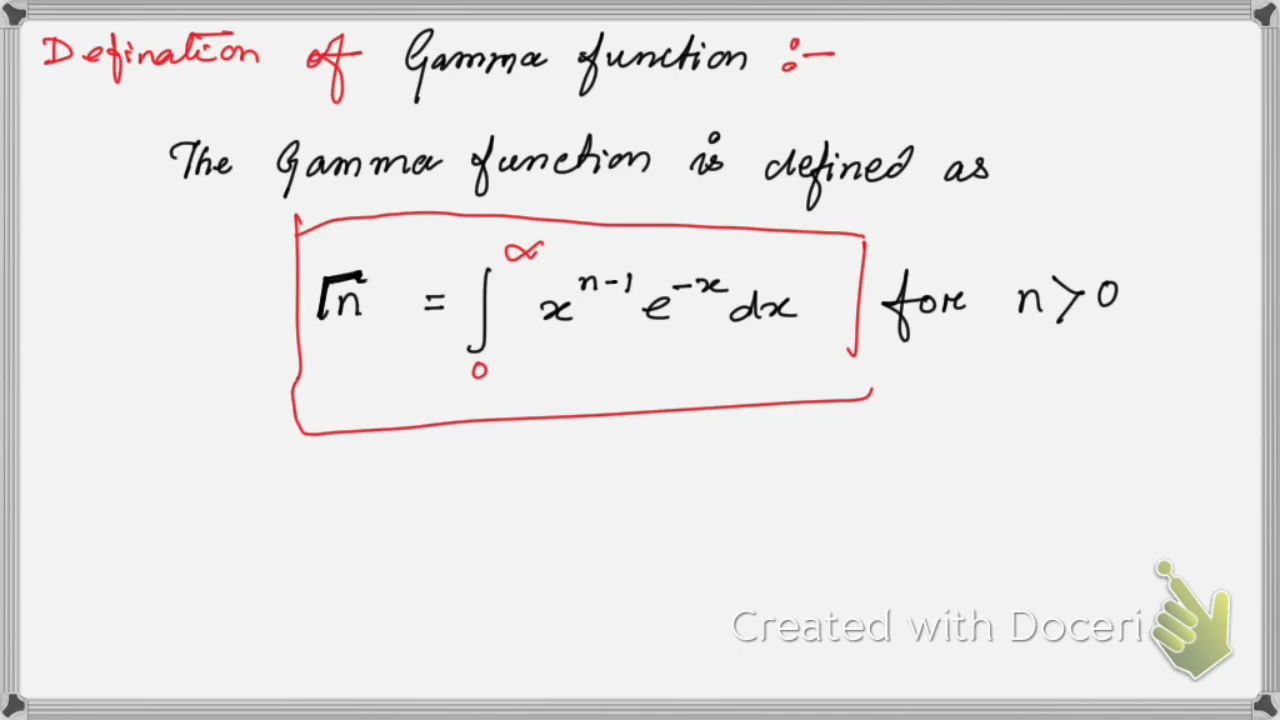 Defination of Gamma function :-
The Gamma function is defined as
Γn = ∫₀^∝ x^{n-1} e^{-x} dx for n > 0
Created with Doceri